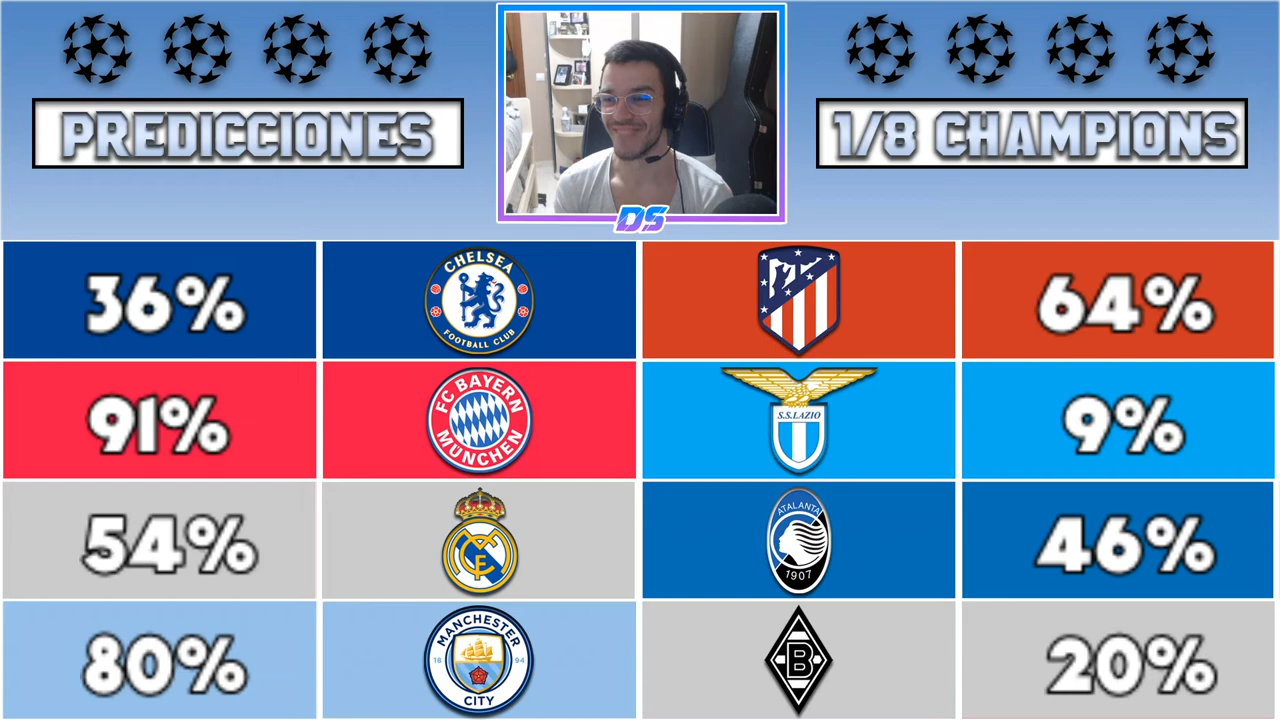 PREDICCIONES
1/8 CHAMPIONS
DS
36%
CHELSEA
FOOTBALL CLUB
64%
91%
FC BAYERN
MÜNCHEN
S.S.LAZIO
9%
54%
ATALANTA
1907
46%
80%
MANCHESTER
18 94
CITY
B
20%